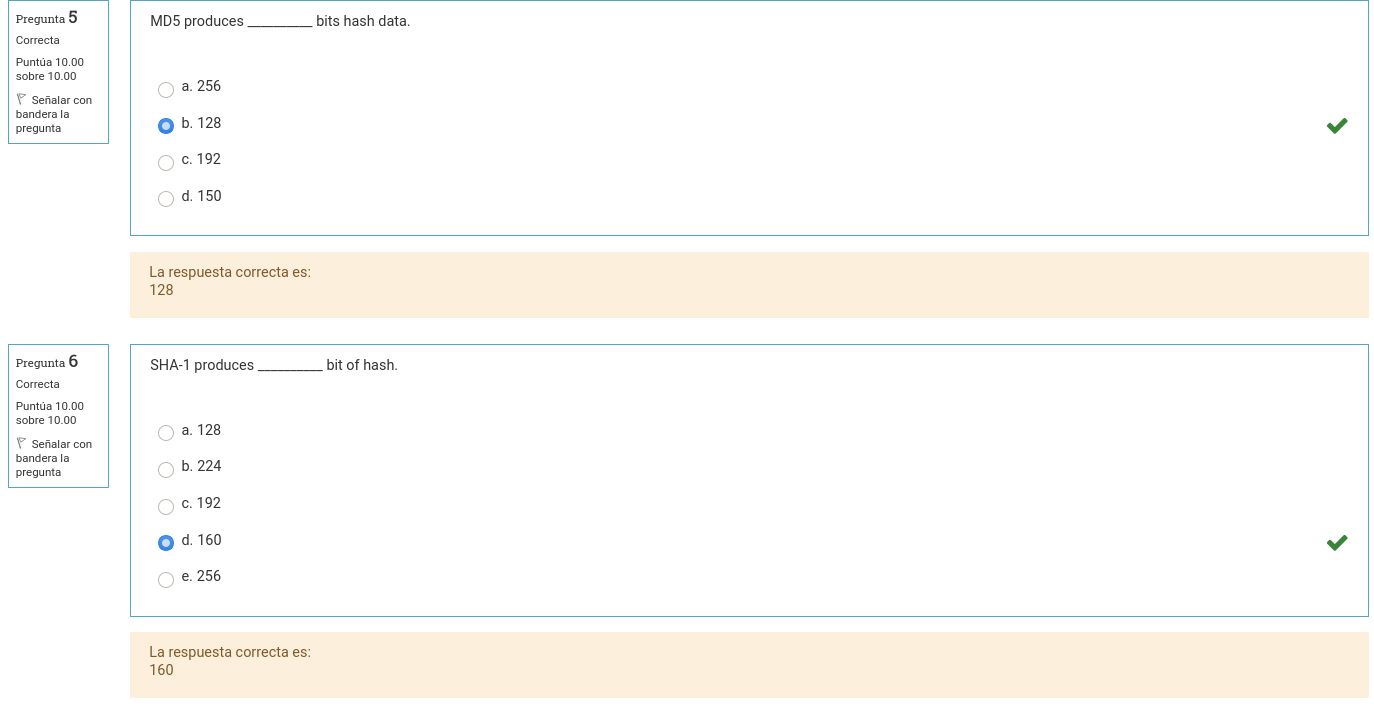 Pregunta 5
Correcta
Puntúa 10.00
sobre 10.00
Señalar con
bandera la
pregunta
MD5 produces __________ bits hash data.
a. 256
b. 128
c. 192
d. 150
La respuesta correcta es:
128
Pregunta 6
Correcta
Puntúa 10.00
sobre 10.00
Señalar con
bandera la
pregunta
SHA-1 produces __________ bit of hash.
a. 128
b. 224
c. 192
d. 160
e. 256
La respuesta correcta es:
160